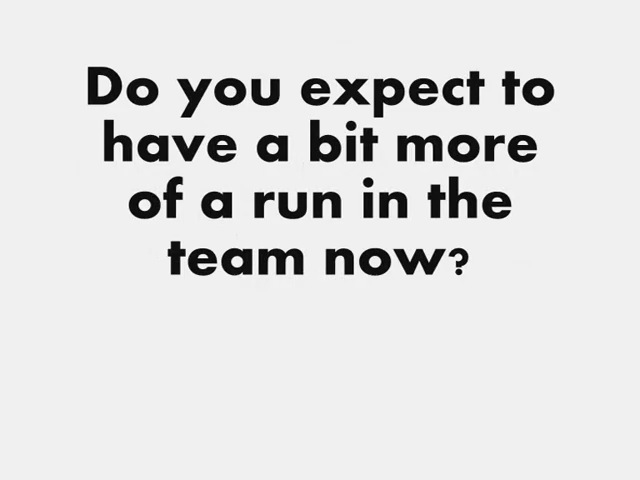 Do you expect to
have a bit more
of a run in the
team now?